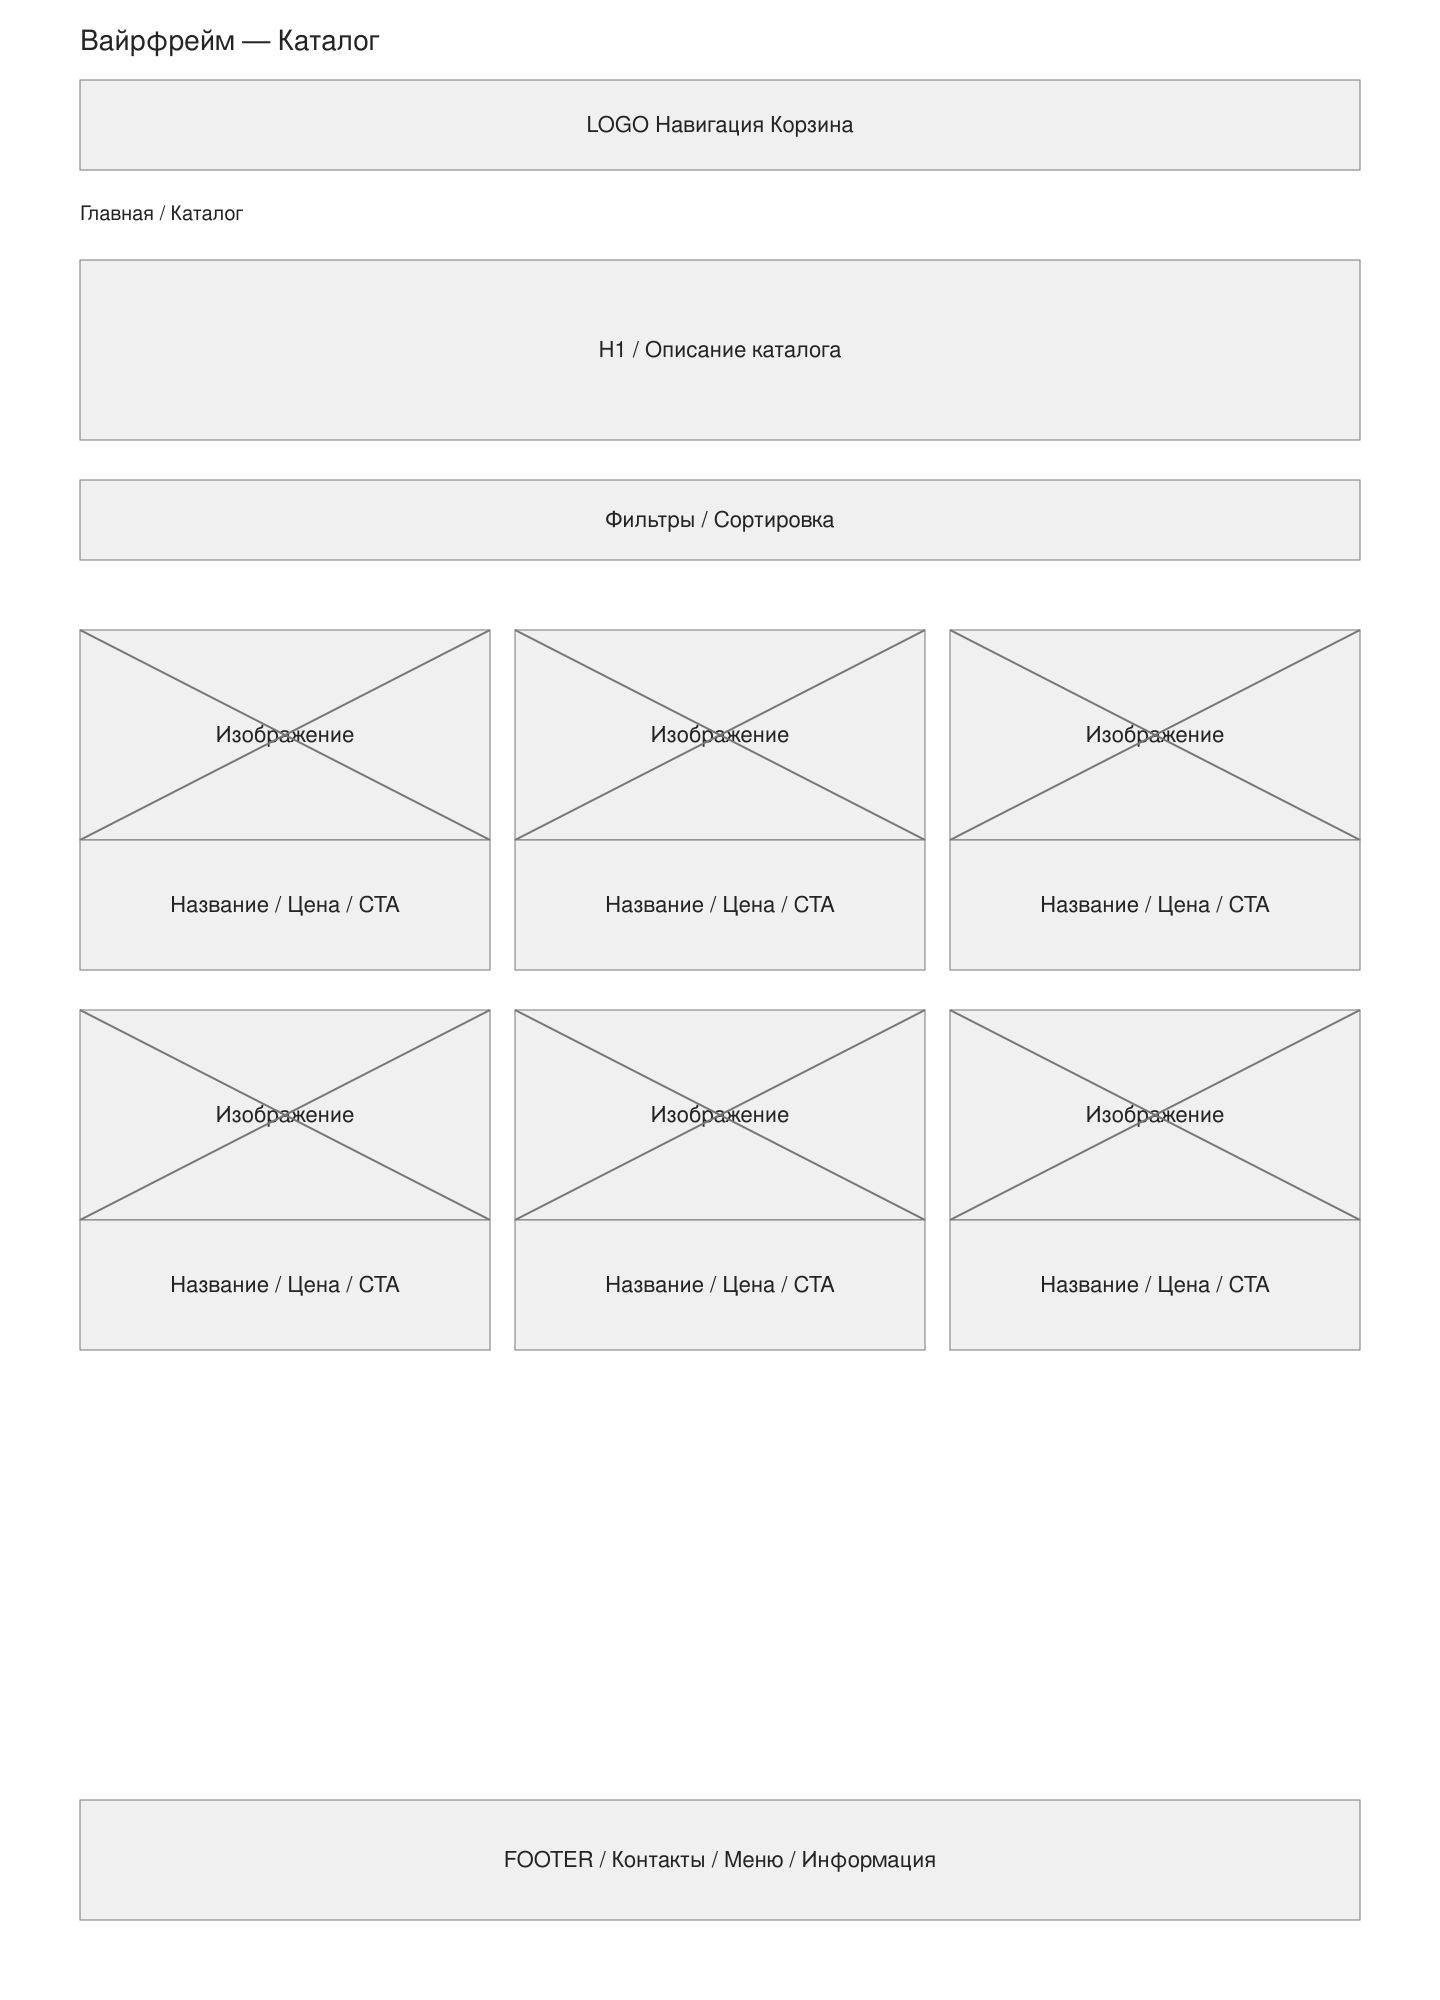 Вайрфрейм — Каталог
LOGO Навигация Корзина
Главная / Каталог
H1 / Описание каталога
Фильтры / Сортировка
Изображение
Изображение
Изображение
Название / Цена / CTA
Название / Цена / CTA
Название / Цена / CTA
Изображение
Изображение
Изображение
Название / Цена / CTA
Название / Цена / CTA
Название / Цена / CTA
FOOTER / Контакты / Меню / Информация